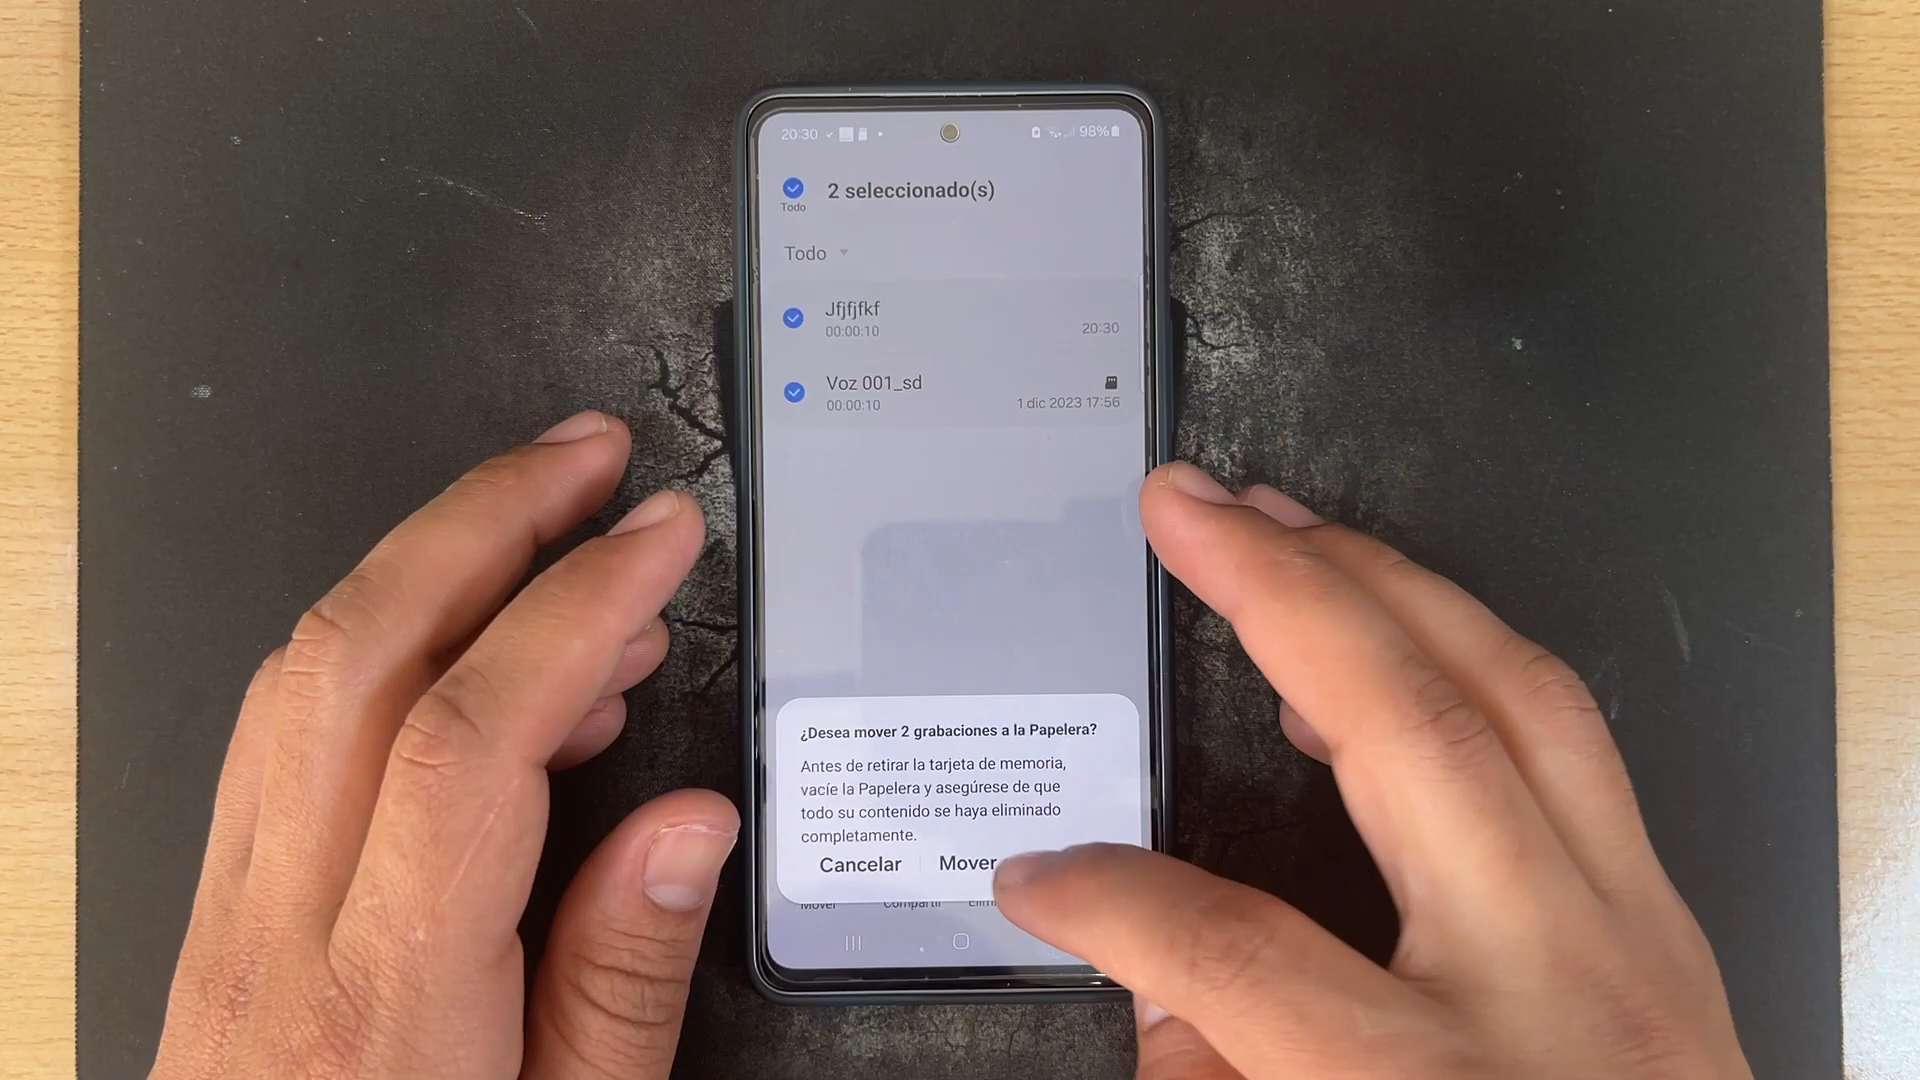 20:30
98%
2 seleccionado(s)
Todo
Todo
Jfjfjfkf
00:00:10
20:30
Voz 001_sd
00:00:10
1 dic 2023 17:56
¿Desea mover 2 grabaciones a la Papelera?
Antes de retirar la tarjeta de memoria,
vacíe la Papelera y asegúrese de que
todo su contenido se haya eliminado
completamente.
Cancelar
Mover
Mover
Compartir